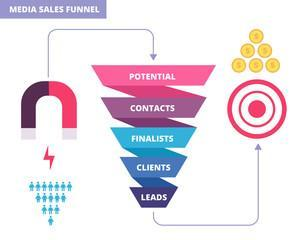 MEDIA SALES FUNNEL
POTENTIAL
CONTACTS
FINALISTS
CLIENTS
LEADS